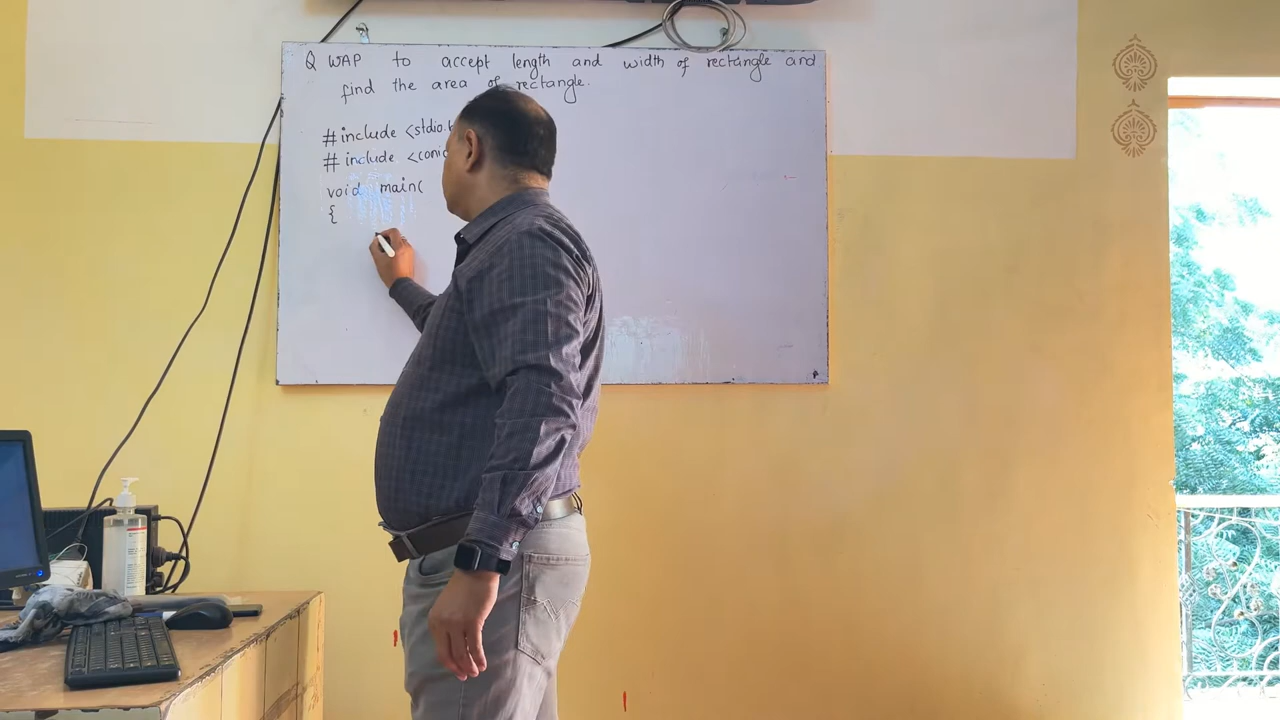 Q WAP to accept length and width of rectangle and
find the area of rectangle.
#include <stdio.h
# include <conio
void main(
{